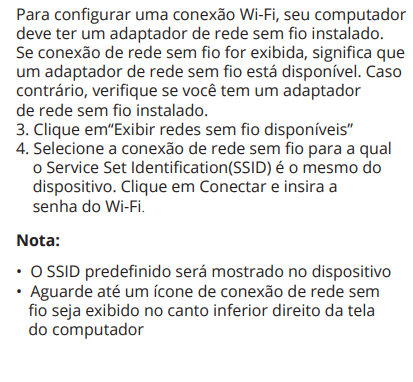 Para configurar uma conexão Wi-Fi, seu computador
deve ter um adaptador de rede sem fio instalado.
Se conexão de rede sem fio for exibida, significa que
um adaptador de rede sem fio está disponível. Caso
contrário, verifique se você tem um adaptador
de rede sem fio instalado.
3. Clique em“Exibir redes sem fio disponíveis”
4. Selecione a conexão de rede sem fio para a qual
o Service Set Identification(SSID) é o mesmo do
dispositivo. Clique em Conectar e insira a
senha do Wi-Fi.
Nota:
• O SSID predefinido será mostrado no dispositivo
• Aguarde até um ícone de conexão de rede sem
fio seja exibido no canto inferior direito da tela
do computador